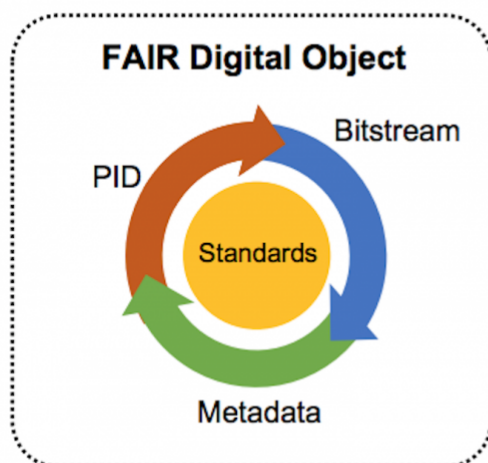 FAIR Digital Object
Bitstream
PID
Standards
Metadata